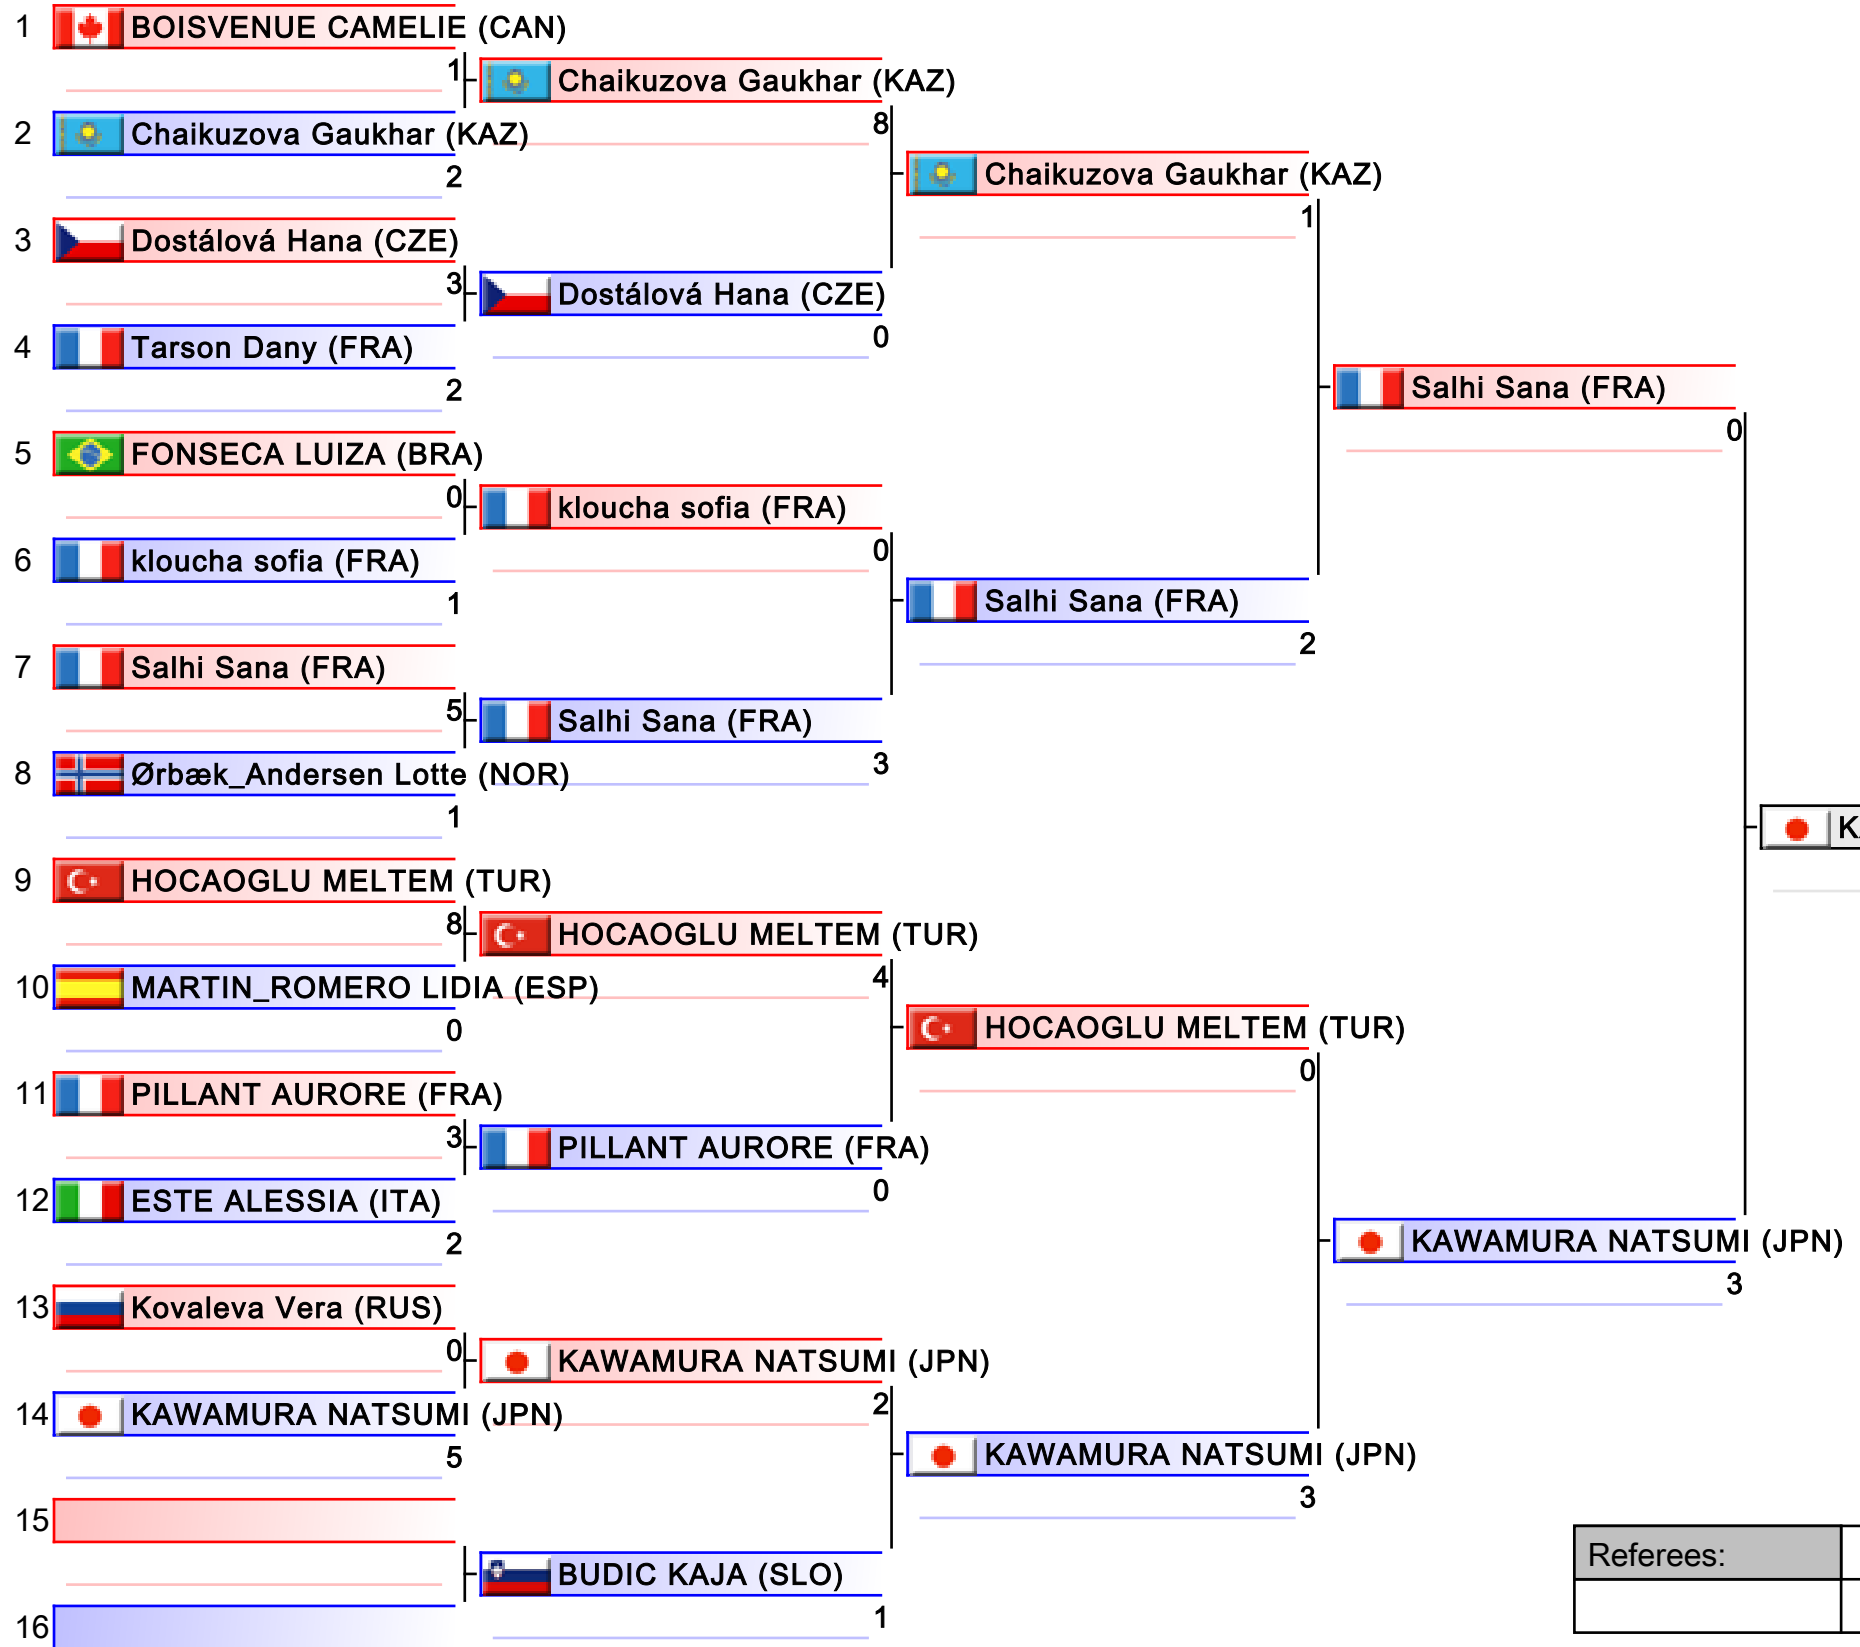 1 BOISVENUE CAMELIE (CAN)
1
Chaikuzova Gaukhar (KAZ)
8
2 Chaikuzova Gaukhar (KAZ)
2
Chaikuzova Gaukhar (KAZ)
1
3 Dostálová Hana (CZE)
3
Dostálová Hana (CZE)
0
4 Tarson Dany (FRA)
2
Salhi Sana (FRA)
0
5 FONSECA LUIZA (BRA)
0
kloucha sofia (FRA)
0
6 kloucha sofia (FRA)
1
Salhi Sana (FRA)
2
7 Salhi Sana (FRA)
5
Salhi Sana (FRA)
3
8 Ørbæk_Andersen Lotte (NOR)
1
9 HOCAOGLU MELTEM (TUR)
8
HOCAOGLU MELTEM (TUR)
4
10 MARTIN_ROMERO LIDIA (ESP)
0
HOCAOGLU MELTEM (TUR)
0
11 PILLANT AURORE (FRA)
3
PILLANT AURORE (FRA)
0
12 ESTE ALESSIA (ITA)
2
KAWAMURA NATSUMI (JPN)
3
13 Kovaleva Vera (RUS)
0
KAWAMURA NATSUMI (JPN)
2
14 KAWAMURA NATSUMI (JPN)
5
KAWAMURA NATSUMI (JPN)
3
15
BUDIC KAJA (SLO)
1
16
Referees: